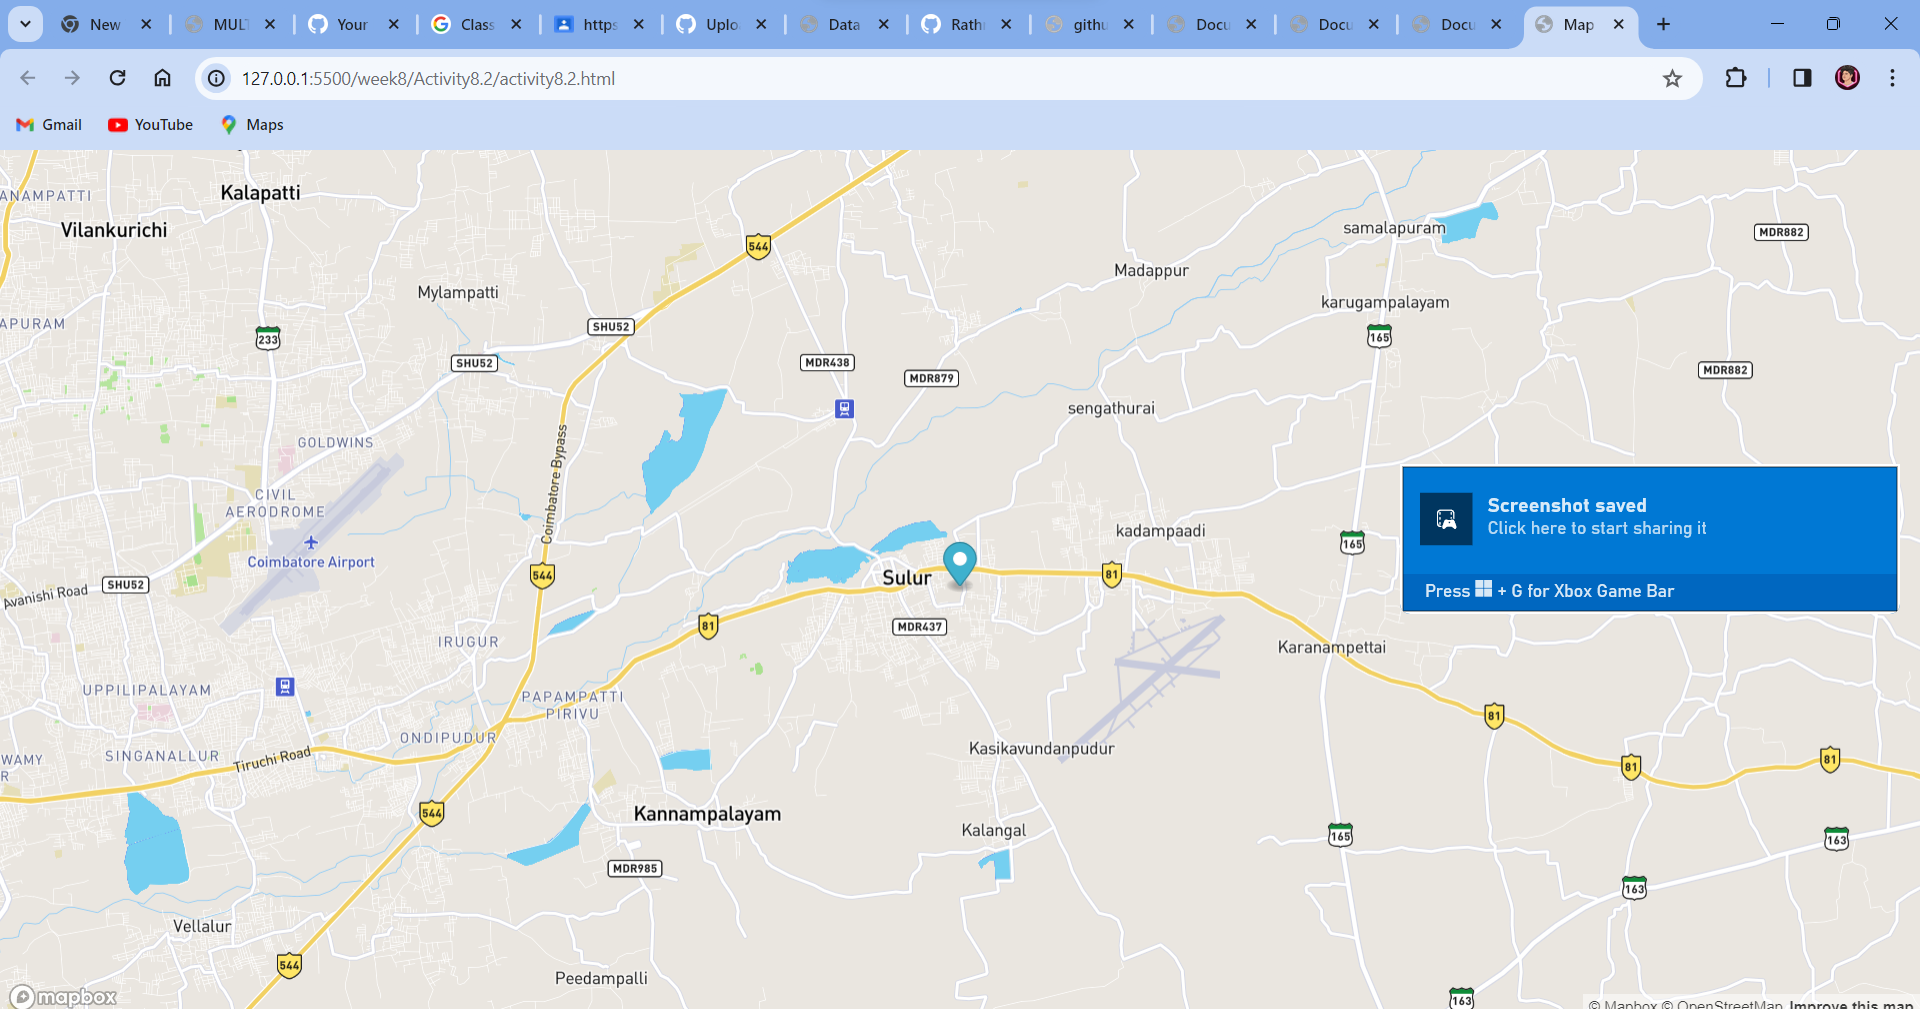 New
MUL
Your
Class
https
Uplo
Data
Rath
githu
Docu
Docu
Docu
Map
127.0.0.1:5500/week8/Activity8.2/activity8.2.html
Gmail
YouTube
Maps
ANAMPATTI
Kalapatti
Vilankurichi
544
samalapuram
MDR882
Madappur
Mylampatti
karugampalayam
APURAM
SHU52
233
165
SHU52
MDR438
MDR879
MDR882
sengathurai
GOLDWINS
Coimbatore Bypass
CIVIL
AERODROME
Screenshot saved
Click here to start sharing it
kadampaadi
165
Coimbatore Airport
544
Sulur
81
SHU52
Avanishi Road
Press + G for Xbox Game Bar
81
MDR437
IRUGUR
Karanampettai
UPPILIPALAYAM
PAPAMPATTI
PIRIVU
81
ONDIPUDUR
Kasikavundanpudur
SINGANALLUR
WAMY
R
Tiruchi Road
81
81
544
Kannampalayam
Kalangal
165
163
MDR985
163
Vellalur
544
Peedampalli
mapbox
163
© Mapbox © OpenStreetMap Improve this map